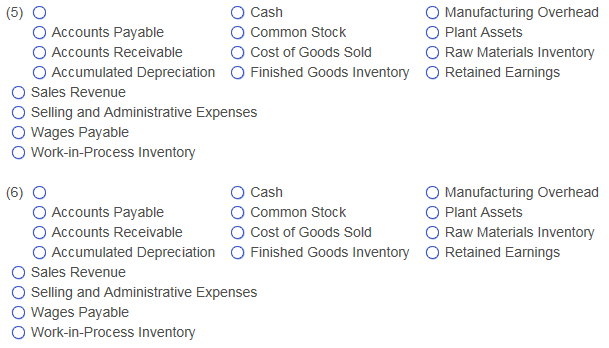 (5) Cash Manufacturing Overhead
Accounts Payable Common Stock Plant Assets
Accounts Receivable Cost of Goods Sold Raw Materials Inventory
Accumulated Depreciation Finished Goods Inventory Retained Earnings
Sales Revenue
Selling and Administrative Expenses
Wages Payable
Work-in-Process Inventory
(6) Cash Manufacturing Overhead
Accounts Payable Common Stock Plant Assets
Accounts Receivable Cost of Goods Sold Raw Materials Inventory
Accumulated Depreciation Finished Goods Inventory Retained Earnings
Sales Revenue
Selling and Administrative Expenses
Wages Payable
Work-in-Process Inventory